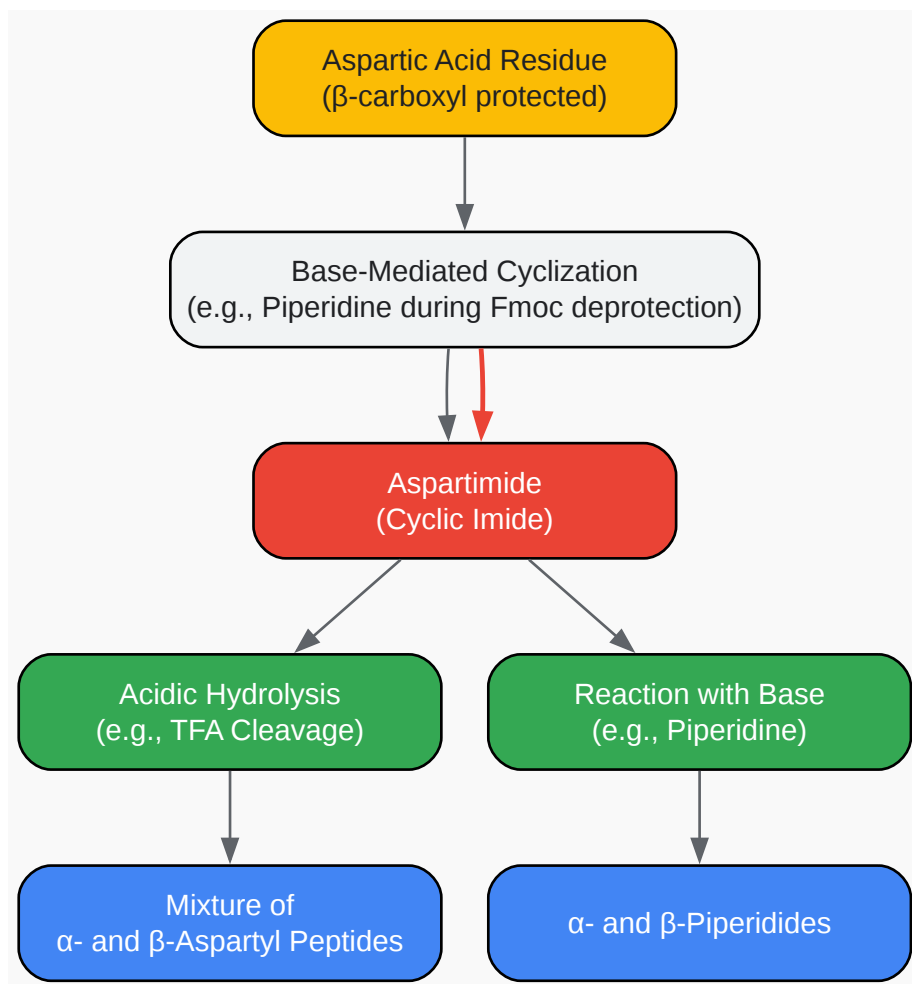 Aspartic Acid Residue
(β-carboxyl protected)
Base-Mediated Cyclization
(e.g., Piperidine during Fmoc deprotection)
Aspartimide
(Cyclic Imide)
Acidic Hydrolysis
(e.g., TFA Cleavage)
Reaction with Base
(e.g., Piperidine)
Mixture of
α- and β-Aspartyl Peptides
α- and β-Piperidides